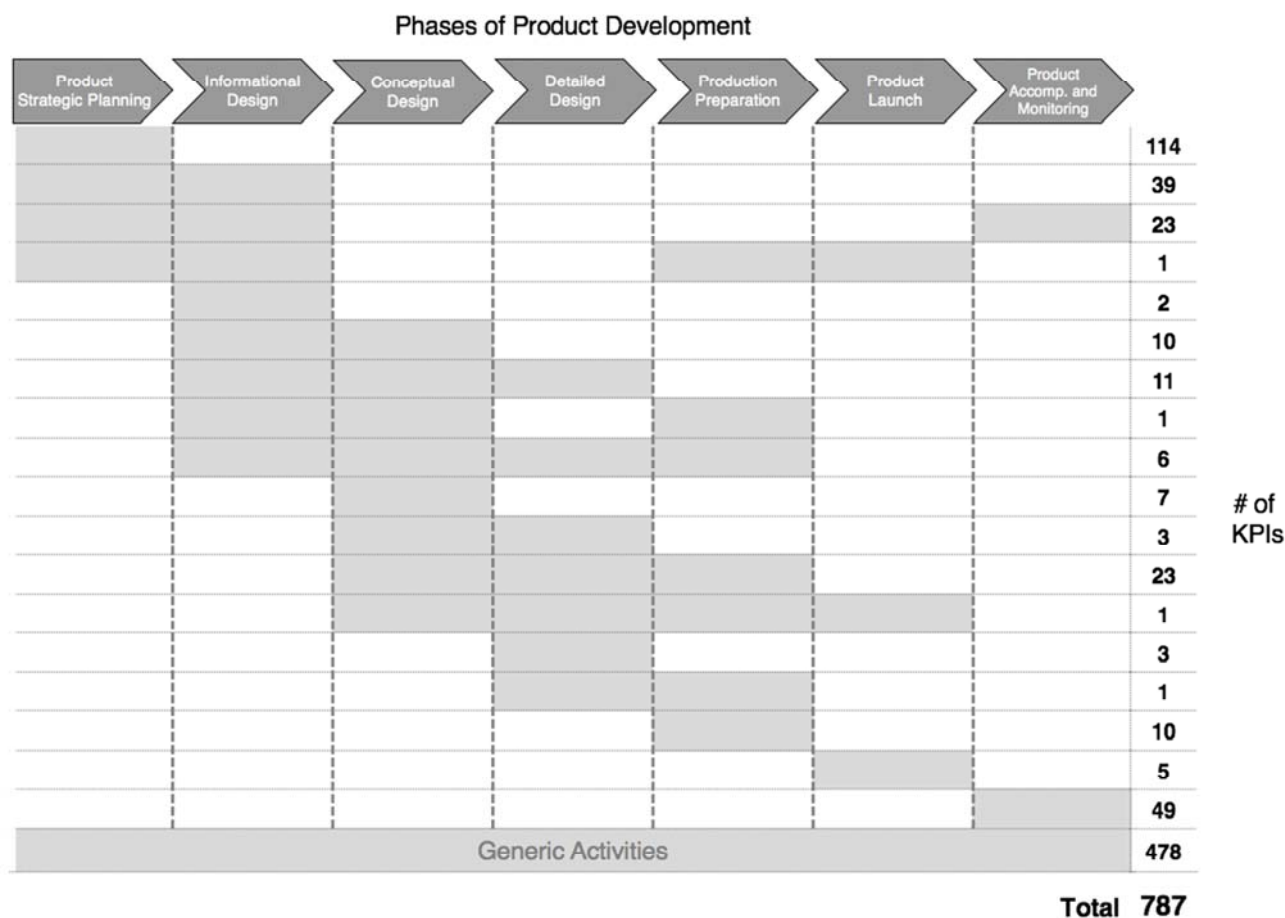 Phases of Product Development
Product
Strategic Planning
Informational
Design
Conceptual
Design
Detailed
Design
Production
Preparation
Product
Launch
Product
Accomp. and
Monitoring
114
39
23
1
2
10
11
1
6
7
3
23
1
3
1
10
5
49
Generic Activities
478
# of
KPIs
Total 787